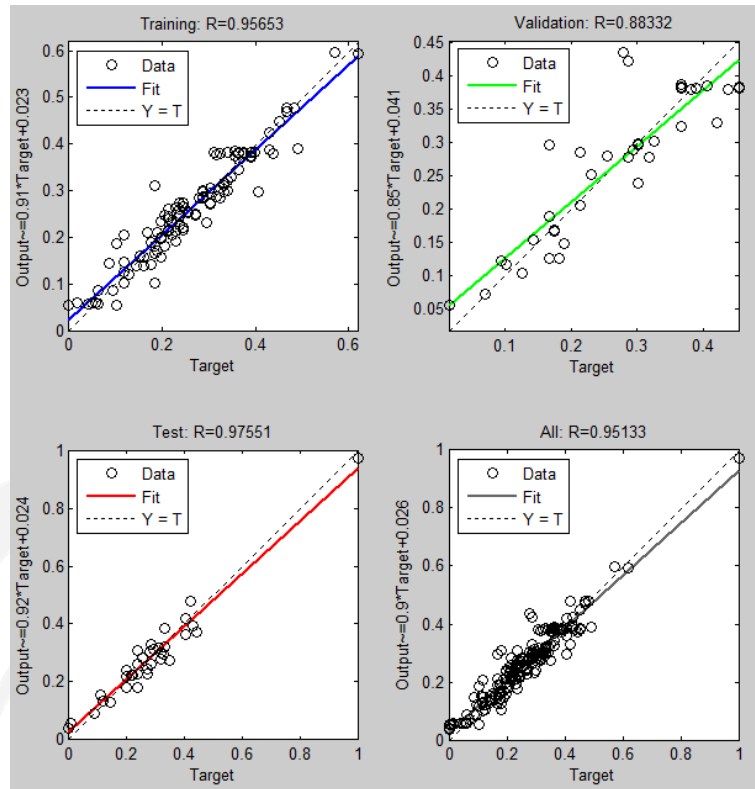 Training: R=0.95653
Output~=0.91*Target+0.023
0.6
0.5
0.4
0.3
0.2
0.1
0
Data
Fit
Y = T
0 0.2 0.4 0.6
Target
Validation: R=0.88332
Output~=0.85*Target+0.041
0.45
0.4
0.35
0.3
0.25
0.2
0.15
0.1
0.05
Data
Fit
Y = T
0.1 0.2 0.3 0.4
Target
Test: R=0.97551
Output~=0.92*Target+0.024
1
0.8
0.6
0.4
0.2
0
Data
Fit
Y = T
0 0.2 0.4 0.6 0.8 1
Target
All: R=0.95133
Output~=0.9*Target+0.026
1
0.8
0.6
0.4
0.2
0
Data
Fit
Y = T
0 0.2 0.4 0.6 0.8 1
Target